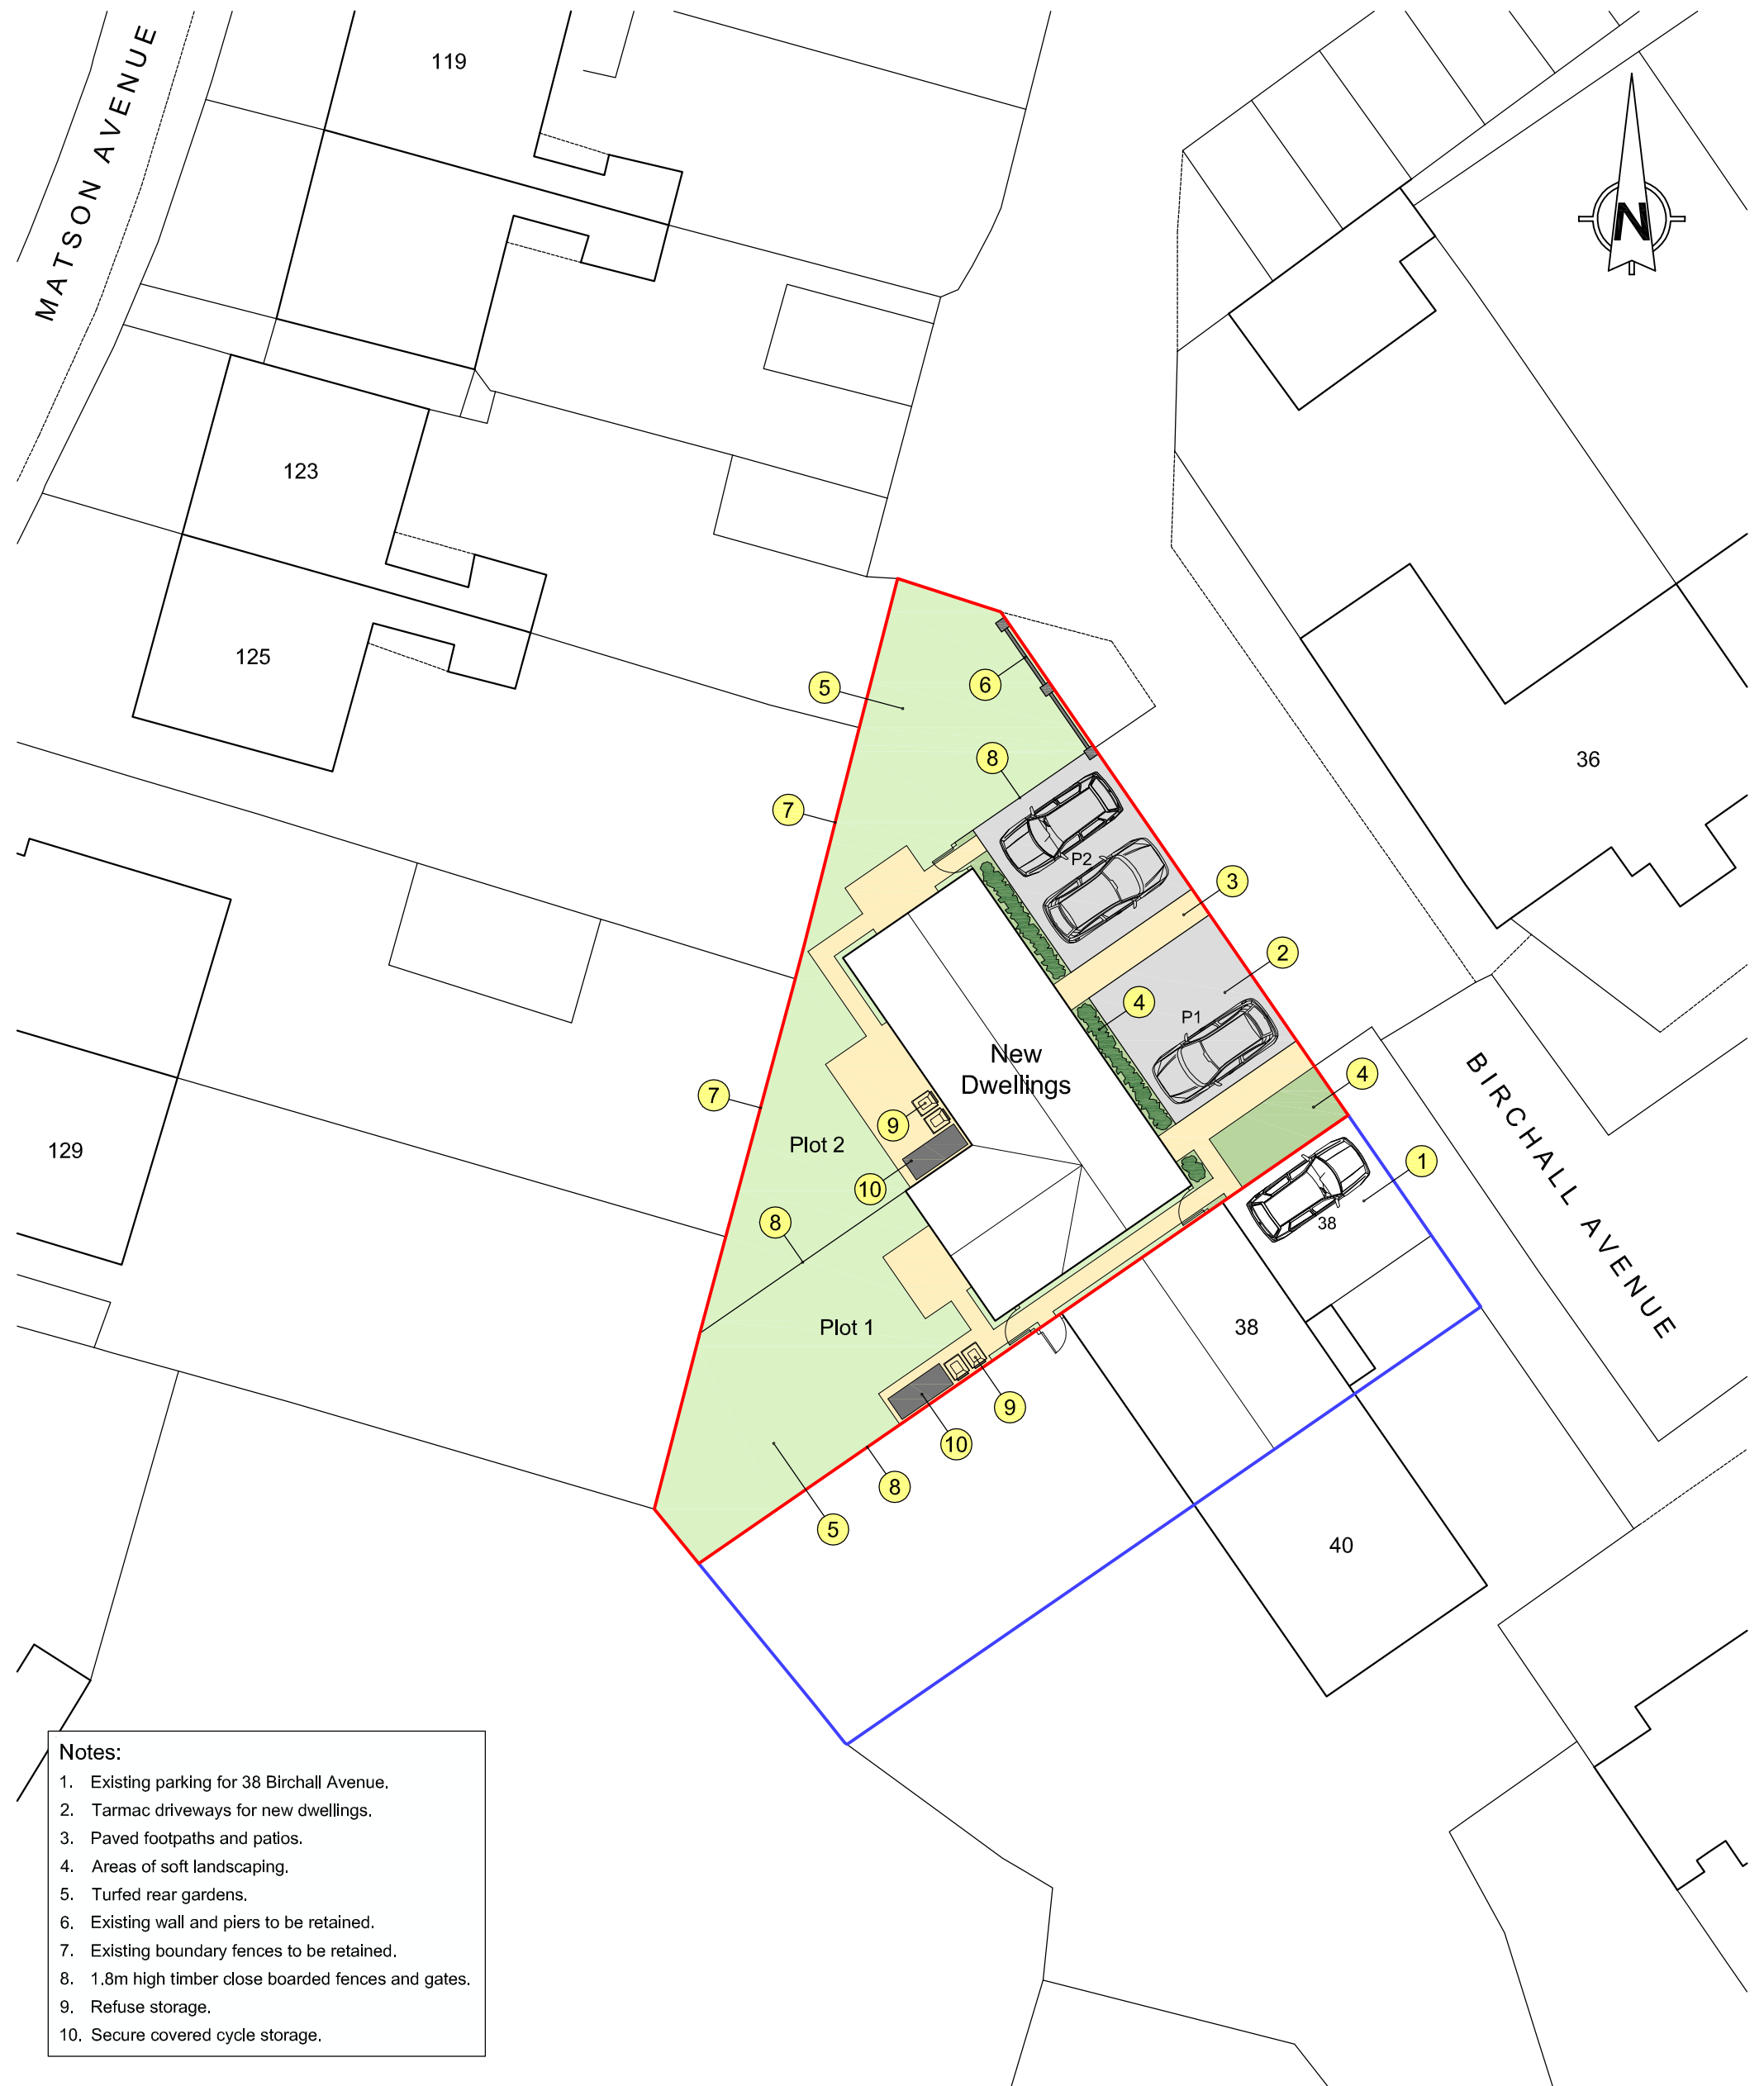 MATSON AVENUE
119
N
123
125
5
6
8
36
7
P2
3
2
4
P1
New
Dwellings
BIRCHALL AVENUE
4
7
9
Plot 2
129
1
10
8
38
Plot 1
38
9
10
8
5
40
Notes:
1. Existing parking for 38 Birchall Avenue.
2. Tarmac driveways for new dwellings.
3. Paved footpaths and patios.
4. Areas of soft landscaping.
5. Turfed rear gardens.
6. Existing wall and piers to be retained.
7. Existing boundary fences to be retained.
8. 1.8m high timber close boarded fences and gates.
9. Refuse storage.
10. Secure covered cycle storage.